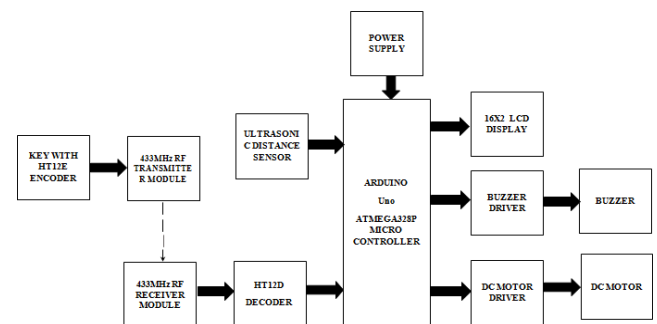 POWER
SUPPLY
KEY WITH
HT12E
ENCODER
433MHz RF
TRANSMITTE
R MODULE
ULTRASONI
C DISTANCE
SENSOR
ARDUINO
Uno
ATMEGA328P
MICRO
CONTROLLER
16X2 LCD
DISPLAY
BUZZER
DRIVER
BUZZER
433MHz RF
RECEIVER
MODULE
HT12D
DECODER
DC MOTOR
DRIVER
DC MOTOR